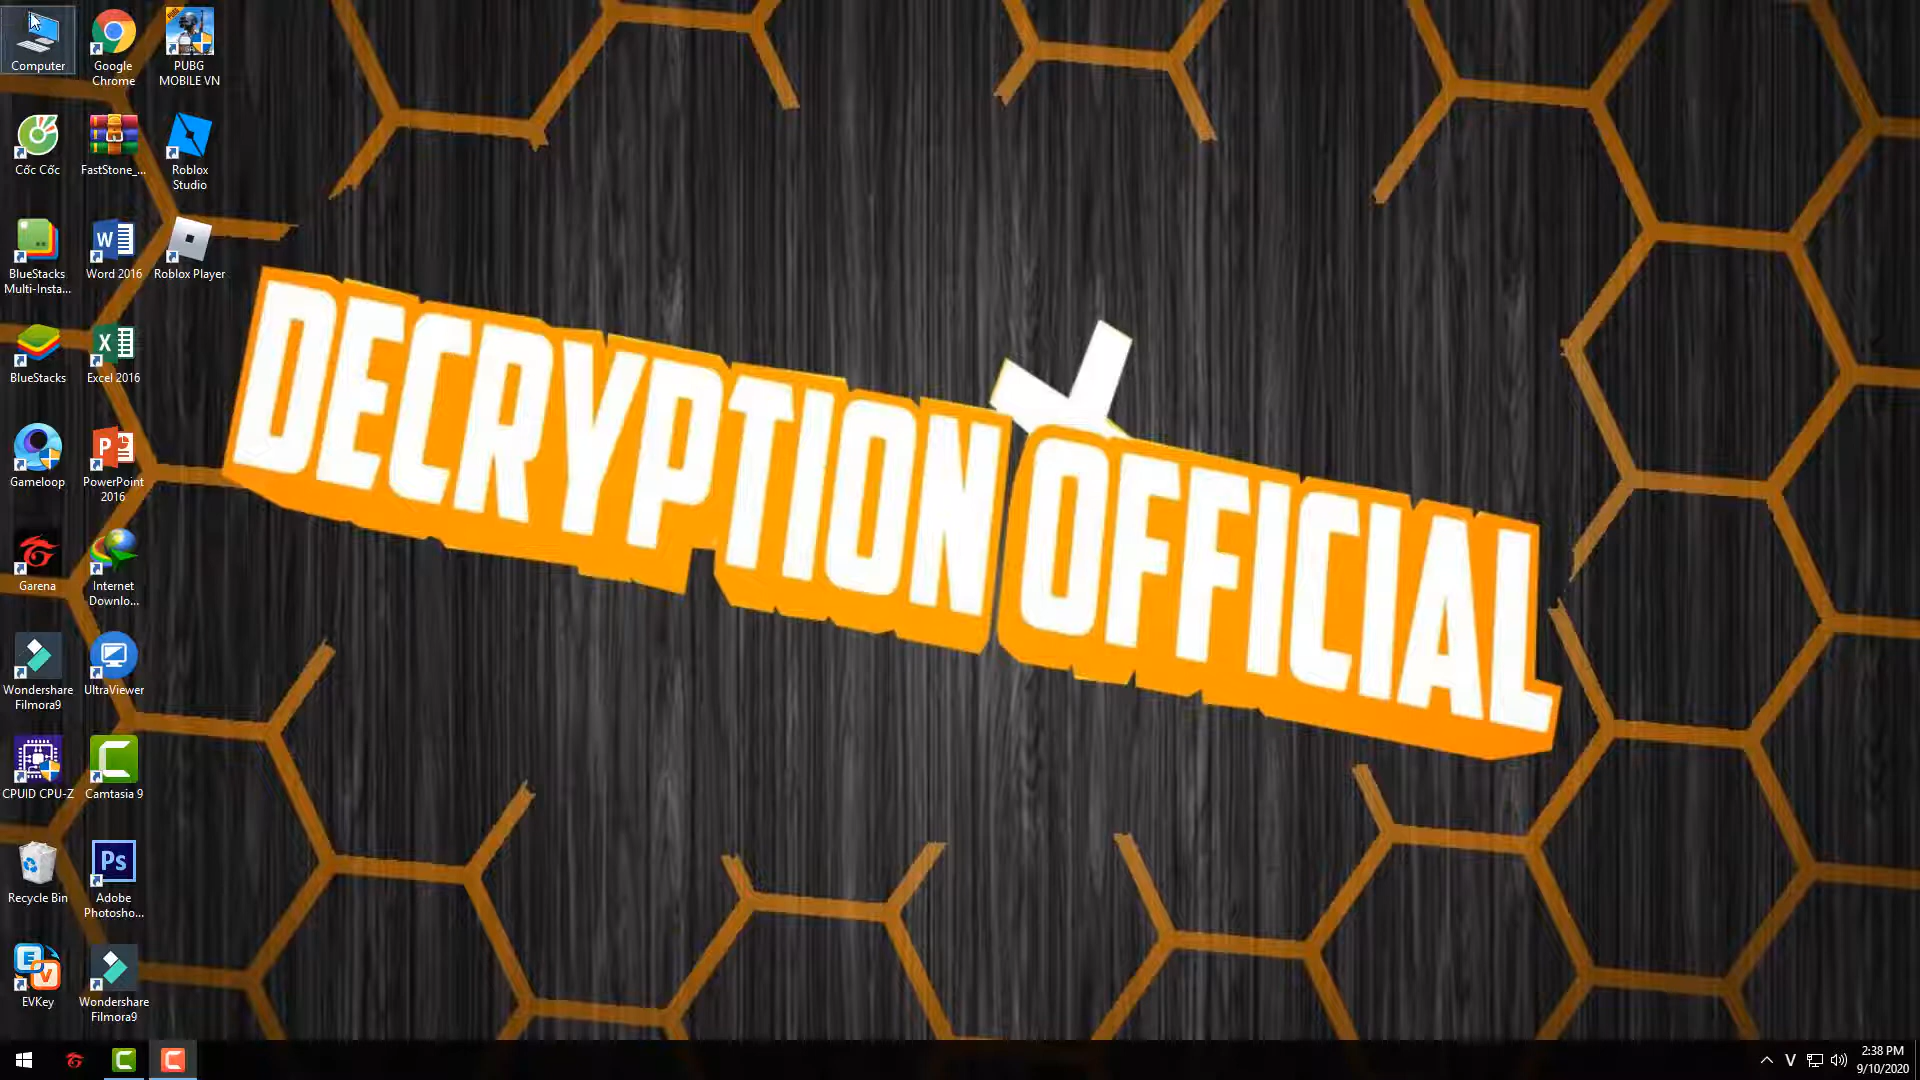 Computer
Google
Chrome
PUBG
MOBILE VN
Cốc Cốc
FastStone_...
Roblox
Studio
BlueStacks
Multi-Insta...
Word 2016
Roblox Player
BlueStacks
Excel 2016
Gameloop
PowerPoint
2016
Garena
Internet
Downlo...
Wondershare
Filmora9
UltraViewer
CPUID CPU-Z
Camtasia 9
Recycle Bin
Adobe
Photosho...
EVKey
Wondershare
Filmora9
DECRYPTION OFFICIAL
V
2:38 PM
9/10/2020